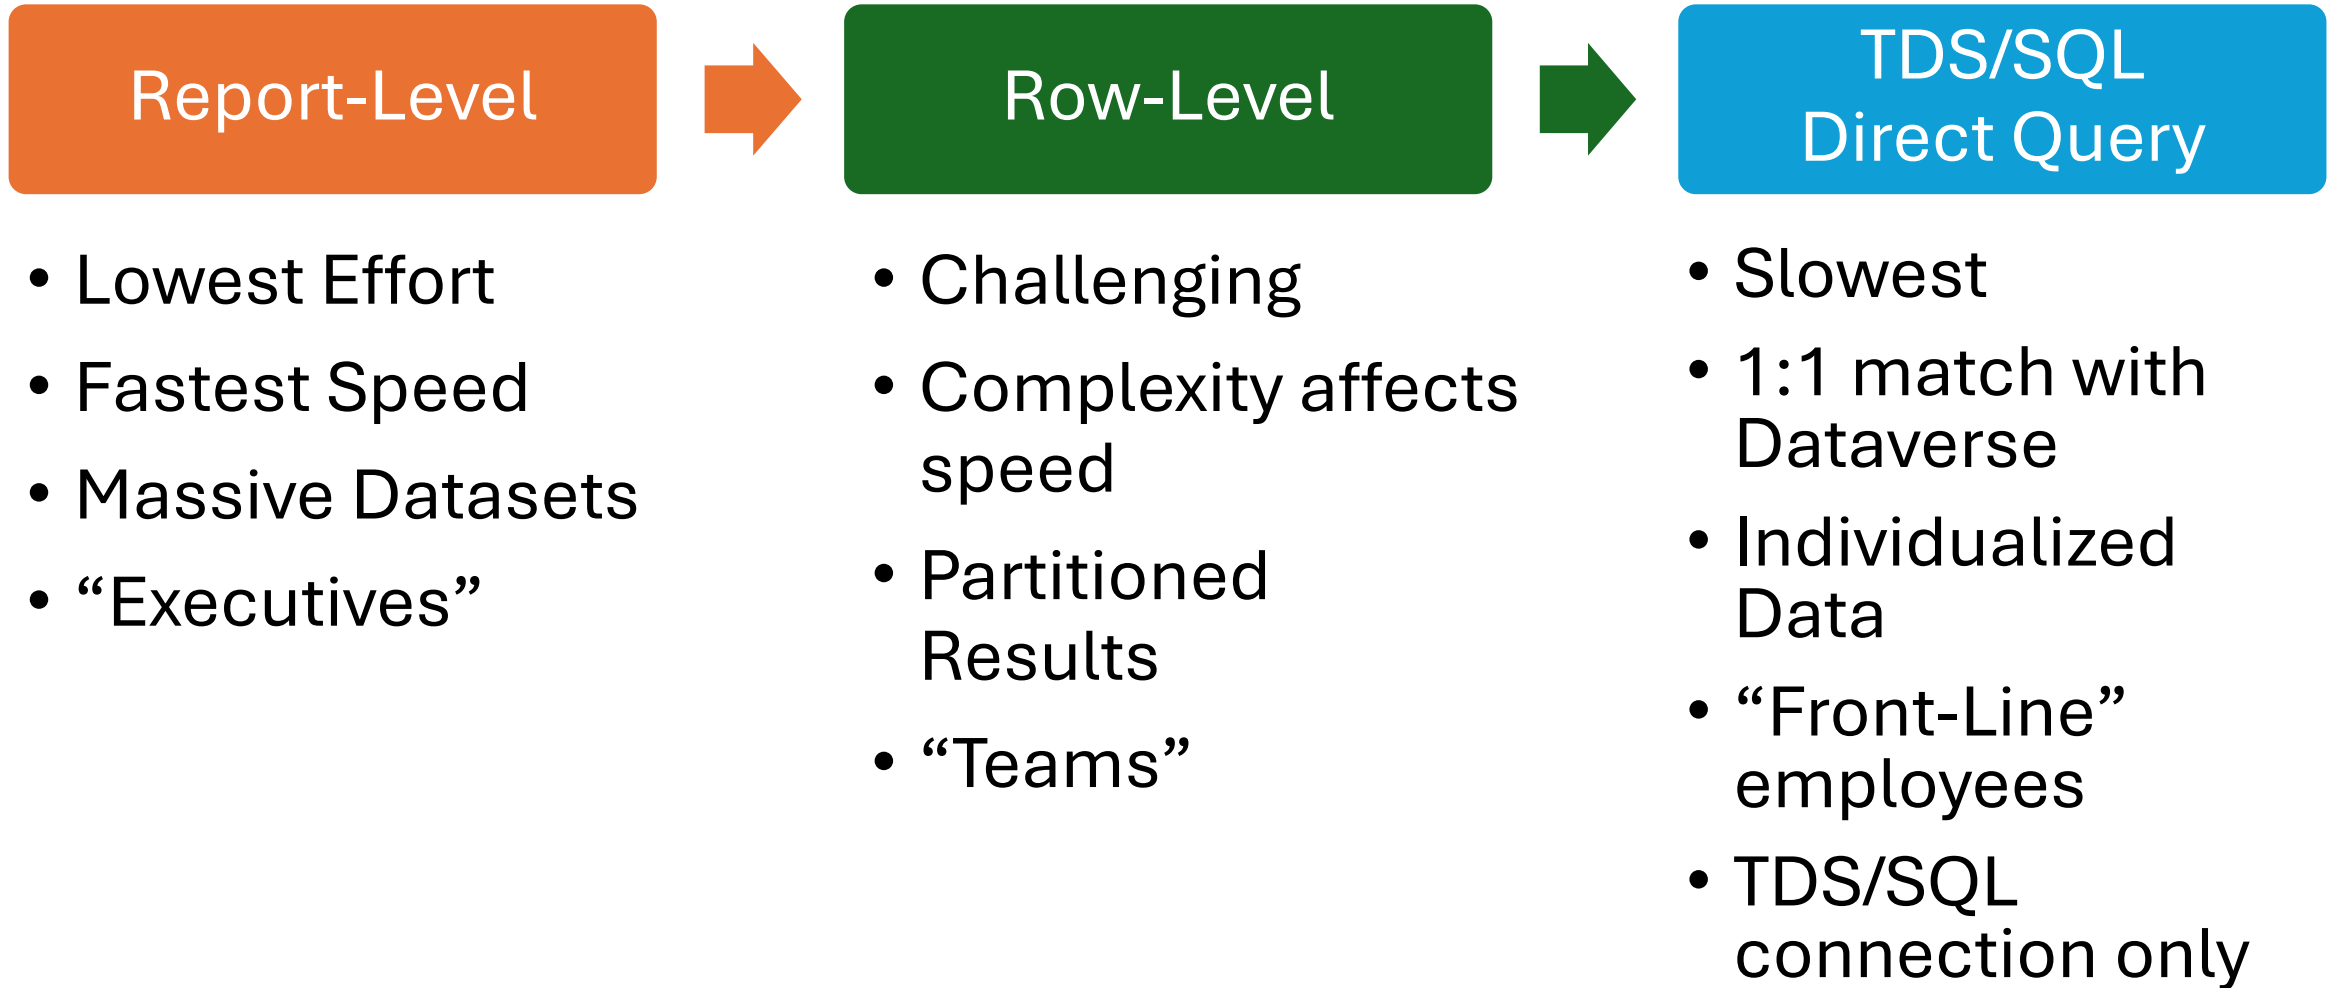 Report-Level
• Lowest Effort
• Fastest Speed
• Massive Datasets
• “Executives”
Row-Level
• Challenging
• Complexity affects
speed
• Partitioned
Results
• “Teams”
TDS/SQL
Direct Query
• Slowest
• 1:1 match with
Dataverse
• Individualized
Data
• “Front-Line”
employees
• TDS/SQL
connection only